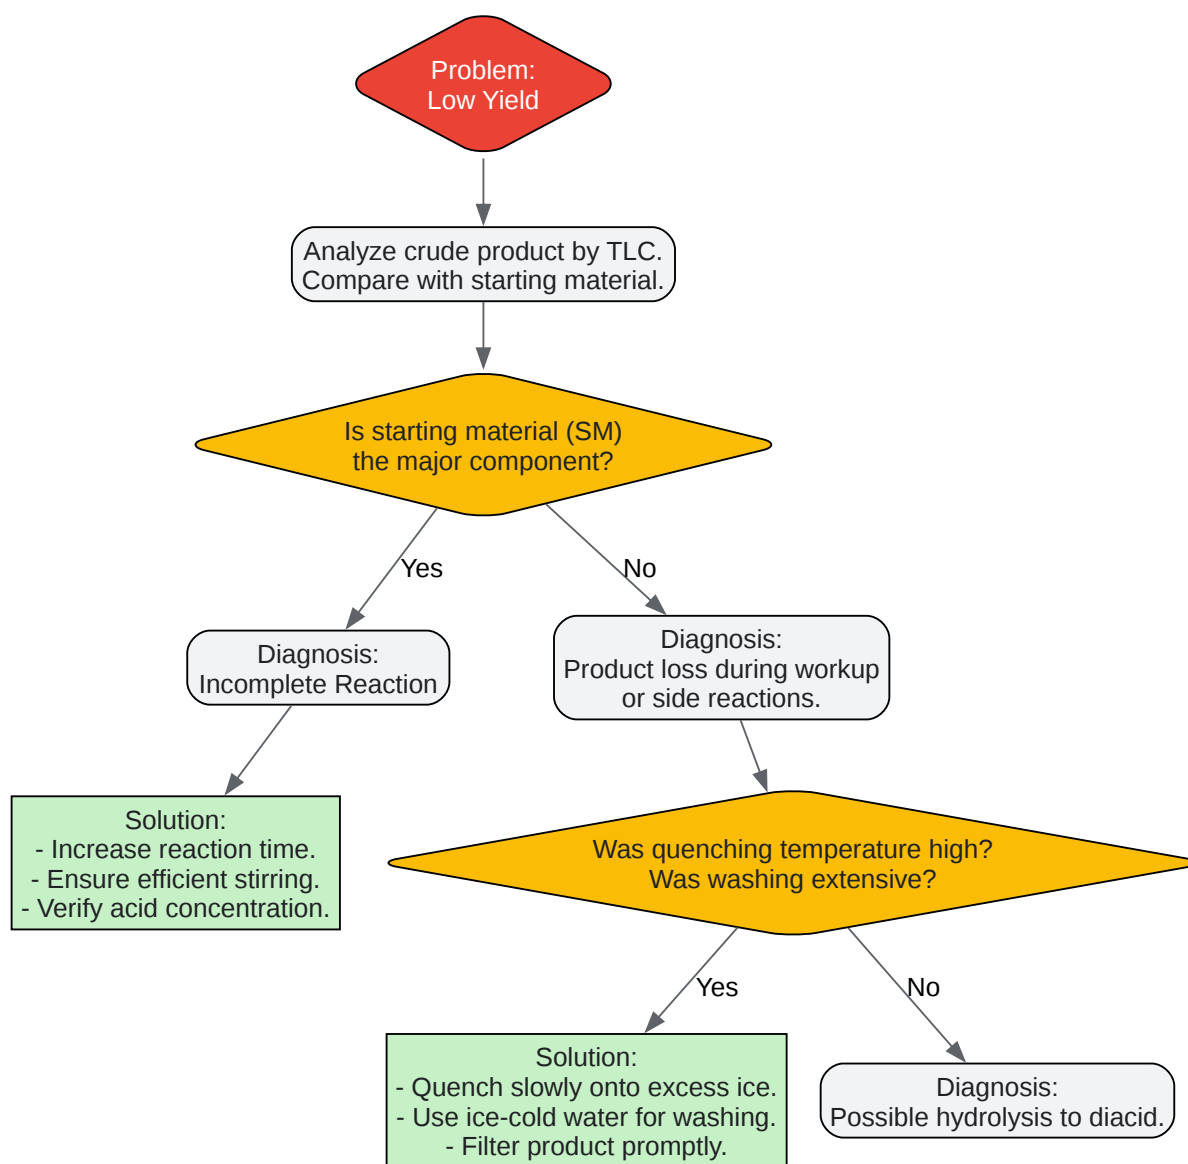 Problem:
Low Yield
Analyze crude product by TLC.
Compare with starting material.
Is starting material (SM)
the major component?
Yes
No
Diagnosis:
Incomplete Reaction
Diagnosis:
Product loss during workup
or side reactions.
Solution:
- Increase reaction time.
- Ensure efficient stirring.
- Verify acid concentration.
Was quenching temperature high?
Was washing extensive?
Yes
No
Solution:
- Quench slowly onto excess ice.
- Use ice-cold water for washing.
- Filter product promptly.
Diagnosis:
Possible hydrolysis to diacid.